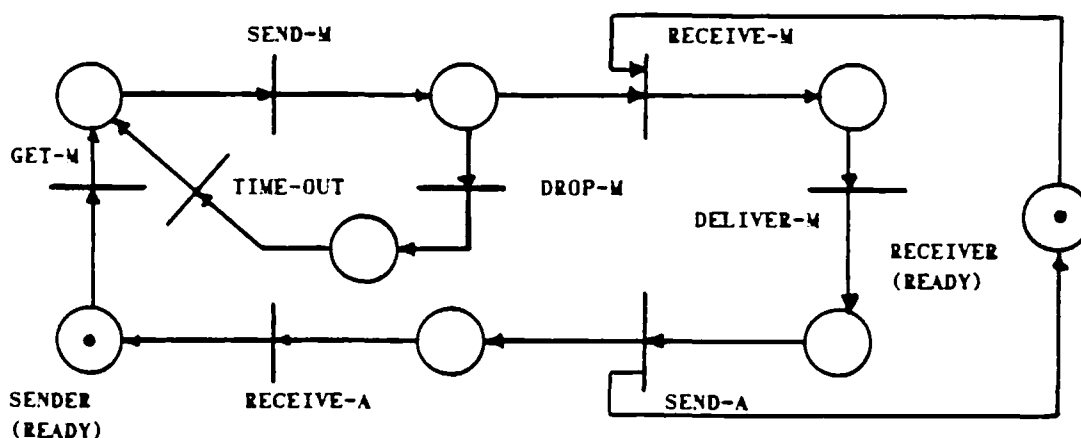 SEND-M
RECEIVE-M
GET-M
TIME-OUT
DROP-M
DELIVER-M
RECEIVER
(READY)
SENDER
(READY)
RECEIVE-A
SEND-A